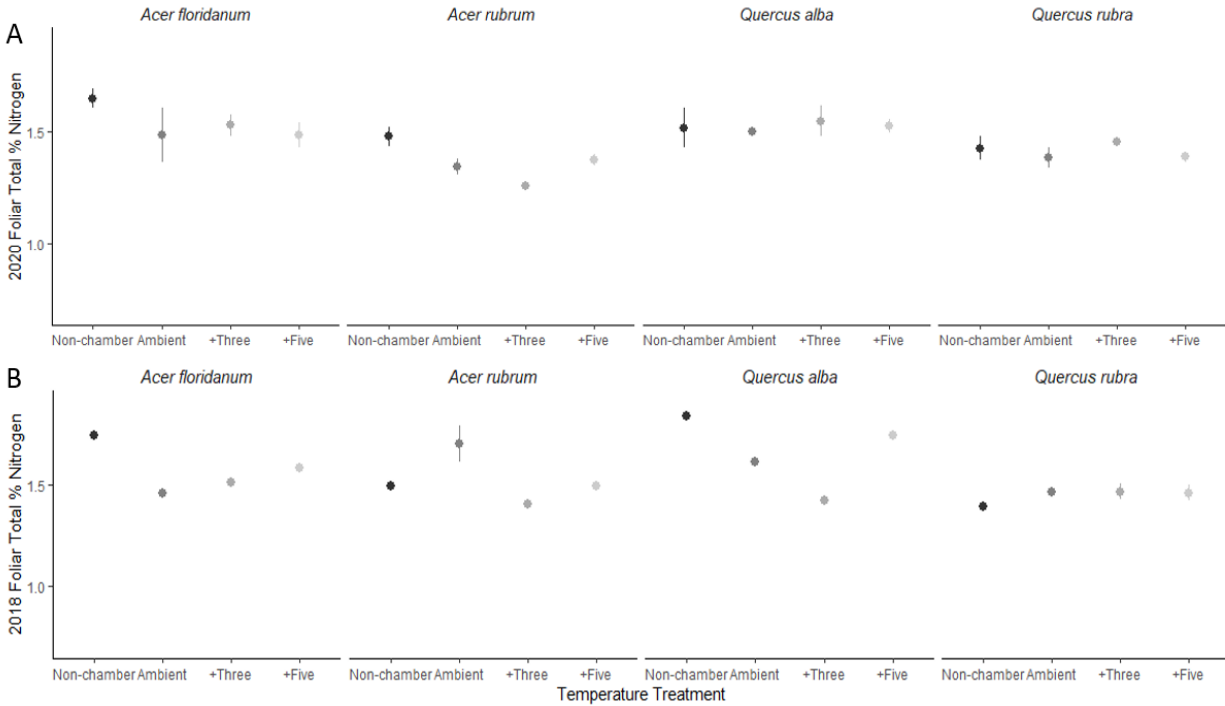 A
Acer floridanum Acer rubrum Quercus alba Quercus rubra
2020 Foliar Total % Nitrogen
1.5
1.0
Non-chamber Ambient +Three +Five Non-chamber Ambient +Three +Five Non-chamber Ambient +Three +Five Non-chamber Ambient +Three +Five
B
Acer floridanum Acer rubrum Quercus alba Quercus rubra
2018 Foliar Total % Nitrogen
1.5
1.0
Non-chamber Ambient +Three +Five Non-chamber Ambient +Three +Five Non-chamber Ambient +Three +Five Non-chamber Ambient +Three +Five
Temperature Treatment